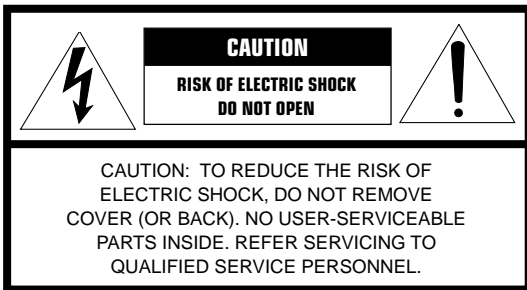 CAUTION
RISK OF ELECTRIC SHOCK
DO NOT OPEN
CAUTION: TO REDUCE THE RISK OF
ELECTRIC SHOCK, DO NOT REMOVE
COVER (OR BACK). NO USER-SERVICEABLE
PARTS INSIDE. REFER SERVICING TO
QUALIFIED SERVICE PERSONNEL.